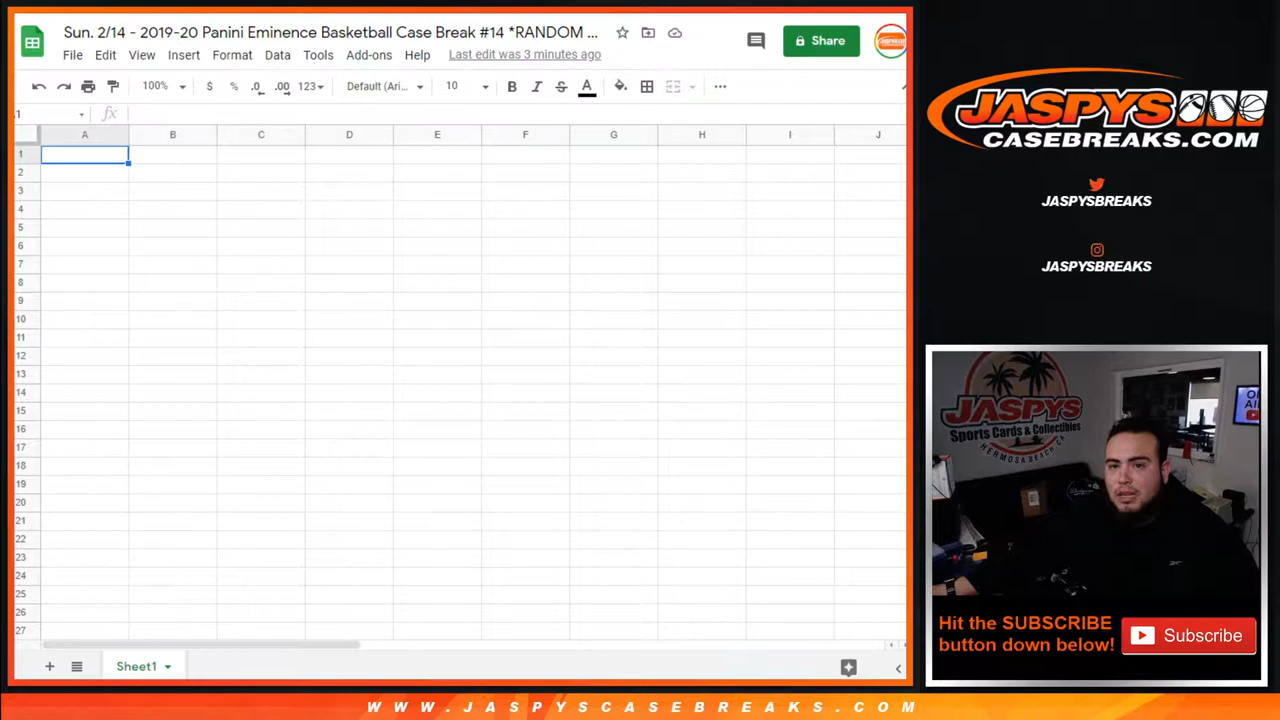 Sun. 2/14 - 2019-20 Panini Eminence Basketball Case Break #14 *RANDOM ...
File Edit View Inse Format Data Tools Add-ons Help Last edit was 3 minutes ago
Share
100% $ % .0 .00 123 Default (Ari... 10 B I S A
1 fx
A B C D E F G H I J
1
2
3
4
5
6
7
8
9
10
11
12
13
14
15
16
17
18
19
20
21
22
23
24
25
26
27
Sheet1
JASPYS
CASEBREAKS.COM
JASPYSBREAKS
JASPYSBREAKS
JASPYS
Sports Cards & Collectibles
HERMOSA BEACH, CA
Hit the SUBSCRIBE
button down below!
Subscribe
WWW.JASPYSCASEBREAKS.COM